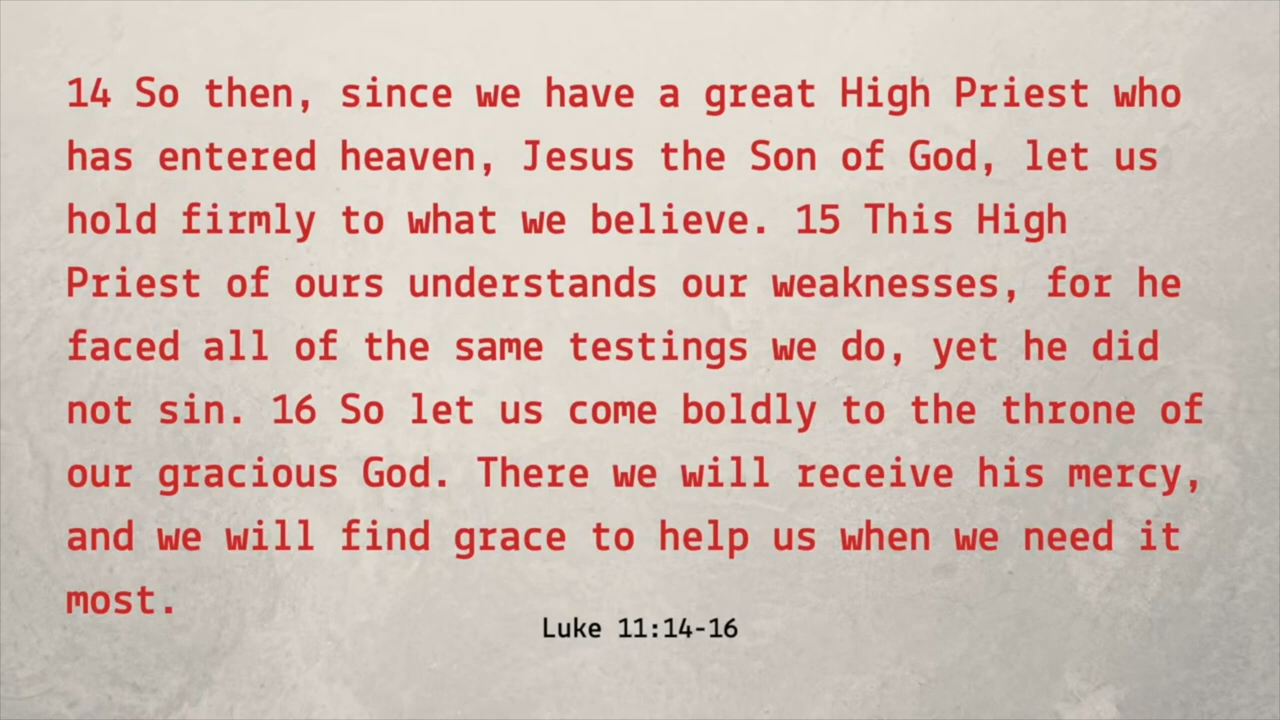 14 So then, since we have a great High Priest who
has entered heaven, Jesus the Son of God, let us
hold firmly to what we believe. 15 This High
Priest of ours understands our weaknesses, for he
faced all of the same testings we do, yet he did
not sin. 16 So let us come boldly to the throne of
our gracious God. There we will receive his mercy,
and we will find grace to help us when we need it
most.
Luke 11:14-16